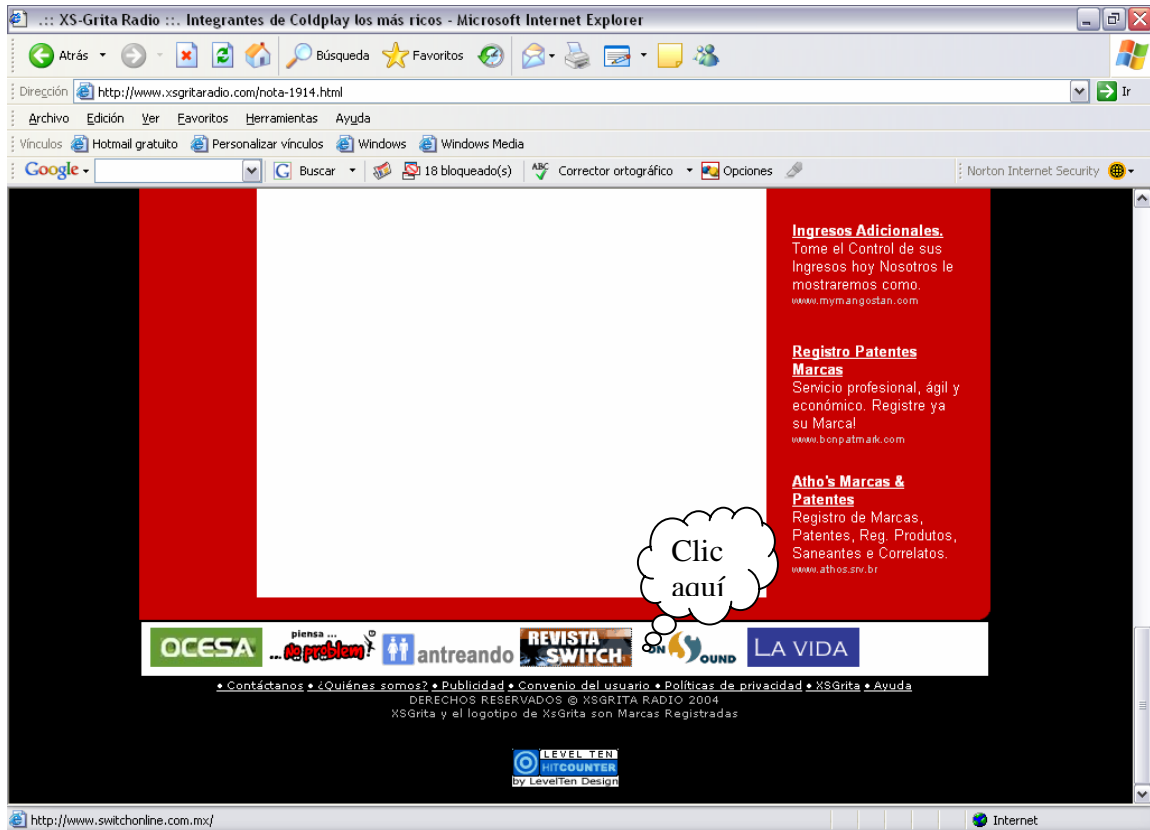 .:: XS-Grita Radio ::. Integrantes de Coldplay los más ricos - Microsoft Internet Explorer
Atrás Búsqueda Favoritos
Dirección http://www.xsgritaradio.com/nota-1914.html Ir
Archivo Edición Ver Favoritos Herramientas Ayuda
Vínculos Hotmail gratuito Personalizar vínculos Windows Windows Media
Google G Buscar 18 bloqueado(s) ABC Corrector ortográfico Opciones Norton Internet Security
Ingresos Adicionales.
Tome el Control de sus
Ingresos hoy Nosotros le
mostraremos como.
www.mymangostan.com
Registro Patentes
Marcas
Servicio profesional, ágil y
económico. Registre ya
su Marca!
www.bcnpatmark.com
Atho's Marcas &
Patentes
Registro de Marcas,
Patentes, Reg. Produtos,
Saneantes e Correlatos.
www.athos.srv.br
Clic
aquí
OCESA
piensa ...
... No problem!
antreando
REVISTA
SWITCH
ON SOUND
LA VIDA
• Contáctanos • ¿Quiénes somos? • Publicidad • Convenio del usuario • Políticas de privacidad • XSGrita • Ayuda
DERECHOS RESERVADOS © XSGRITA RADIO 2004
XSGrita y el logotipo de XsGrita son Marcas Registradas
LEVEL TEN
HITCOUNTER
by LevelTen Design
http://www.switchonline.com.mx/ Internet